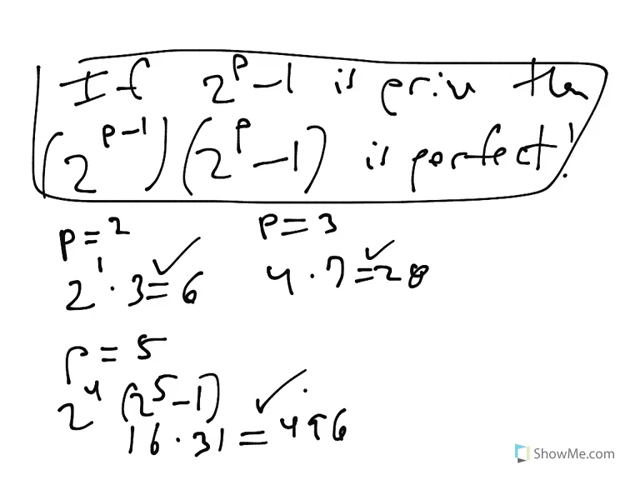 If 2^p-1 is prim then
(2^{p-1})(2^p-1) is perfect!
p=2
2^1·3=6 ✓
p=3
4·7=28 ✓
p=5
2^4 (2^5-1)
16·31=496 ✓
ShowMe.com